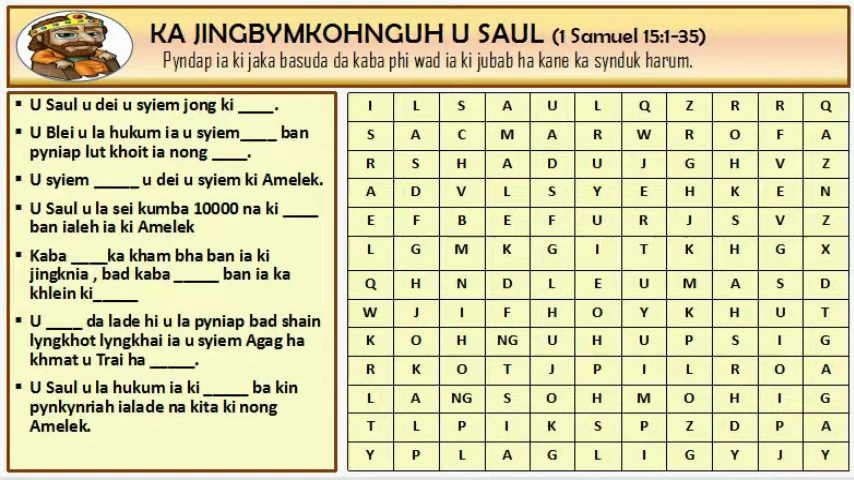 KA JINGBYMKOHNGUH U SAUL (1 Samuel 15:1-35)
Pyndap ia ki jaka basuda da kaba phi wad ia ki jubab ha kane ka synduk harum.
▪ U Saul u dei u syiem jong ki ____.
▪ U Blei u la hukum ia u syiem____ ban
pyniap lut khoit ia nong ____.
▪ U syiem _____ u dei u syiem ki Amelek.
▪ U Saul u la sei kumba 10000 na ki ____
ban ialeh ia ki Amelek
▪ Kaba ____ka kham bha ban ia ki
jingknia , bad kaba _____ ban ia ka
khlein ki_____
▪ U ____ da lade hi u la pyniap bad shain
lyngkhot lyngkhai ia u syiem Agag ha
khmat u Trai ha _____.
▪ U Saul u la hukum ia ki _____ ba kin
pynkynriah ialade na kita ki nong
Amelek.
I L S A U L Q Z R R Q
S A C M A R W R O F A
R S H A D U J G H V Z
A D V L S Y E H K E N
E F B E F U R J S V Z
L G M K G I T K H G X
Q H N D L E U M A S D
W J I F H O Y K H U T
K O H NG U H U P S I G
R K O T J P I L R O A
L A NG S O H M O H I G
T L P I K S P Z D P A
Y P L A G L I G Y J Y